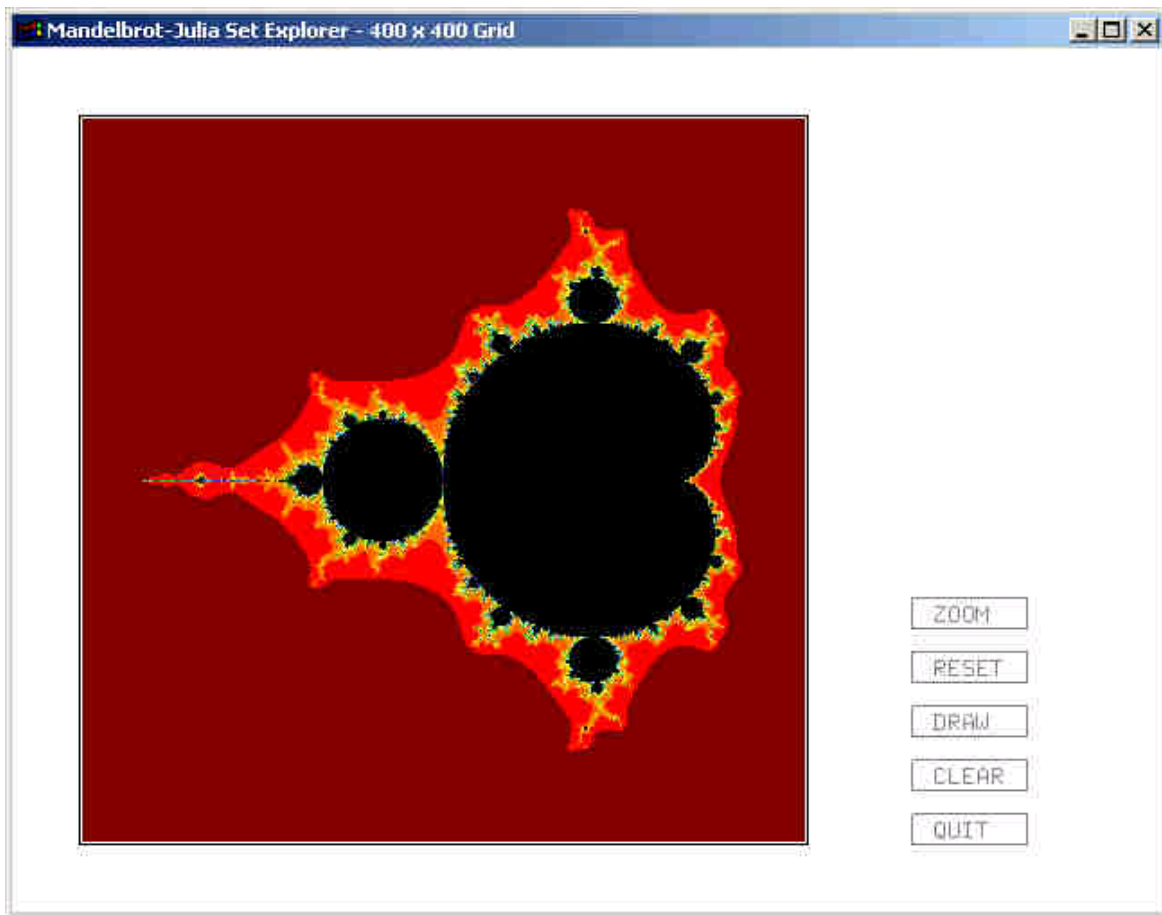 Mandelbrot-Julia Set Explorer - 400 x 400 Grid
ZOOM
RESET
DRAW
CLEAR
QUIT